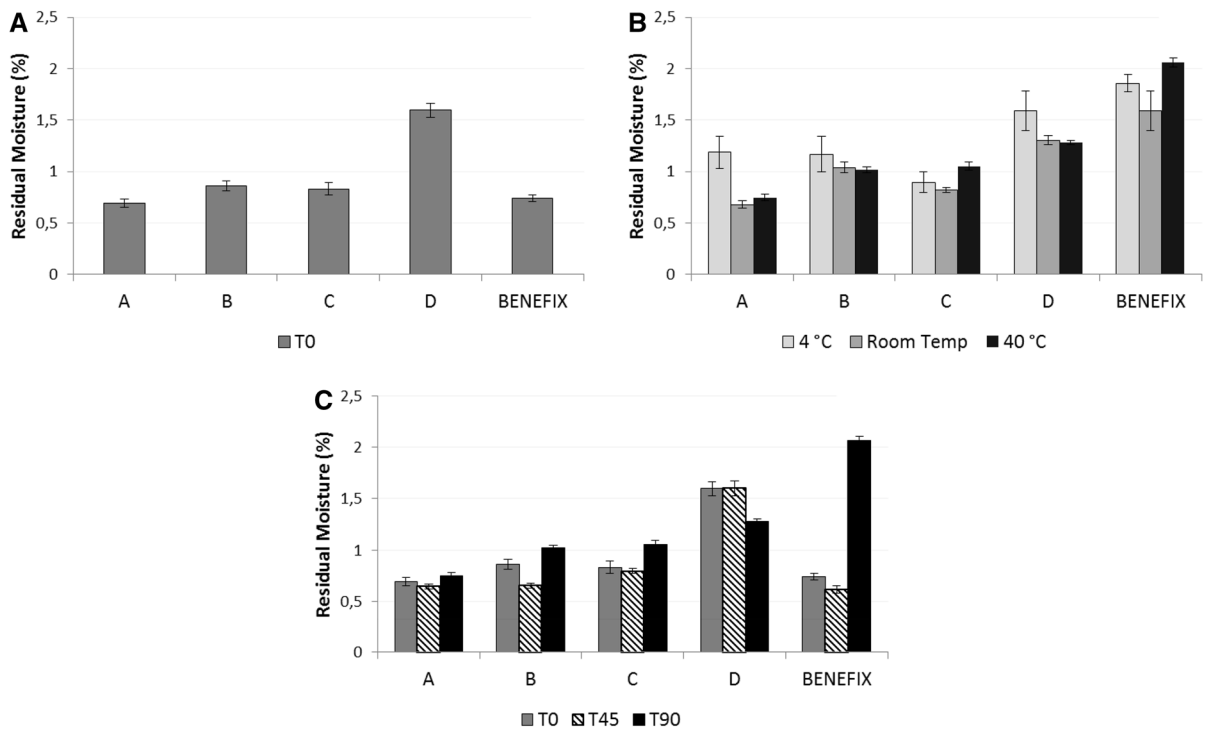 A
Residual Moisture (%)
2,5
2
1,5
1
0,5
0
A B C D BENEFIX
T0
B
Residual Moisture (%)
2,5
2
1,5
1
0,5
0
A B C D BENEFIX
4 °C Room Temp 40 °C
C
Residual Moisture (%)
2,5
2
1,5
1
0,5
0
A B C D BENEFIX
T0 T45 T90